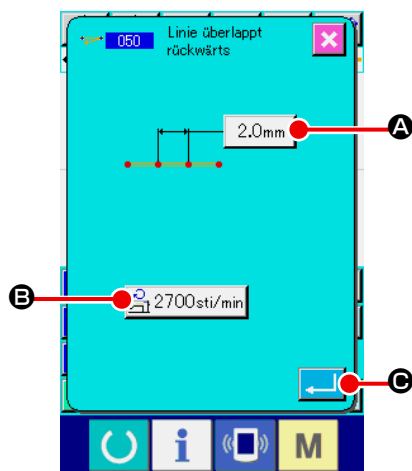 050
Linie überlappt
rückwärts
2.0mm
A
B
2700sti/min
C
i
M